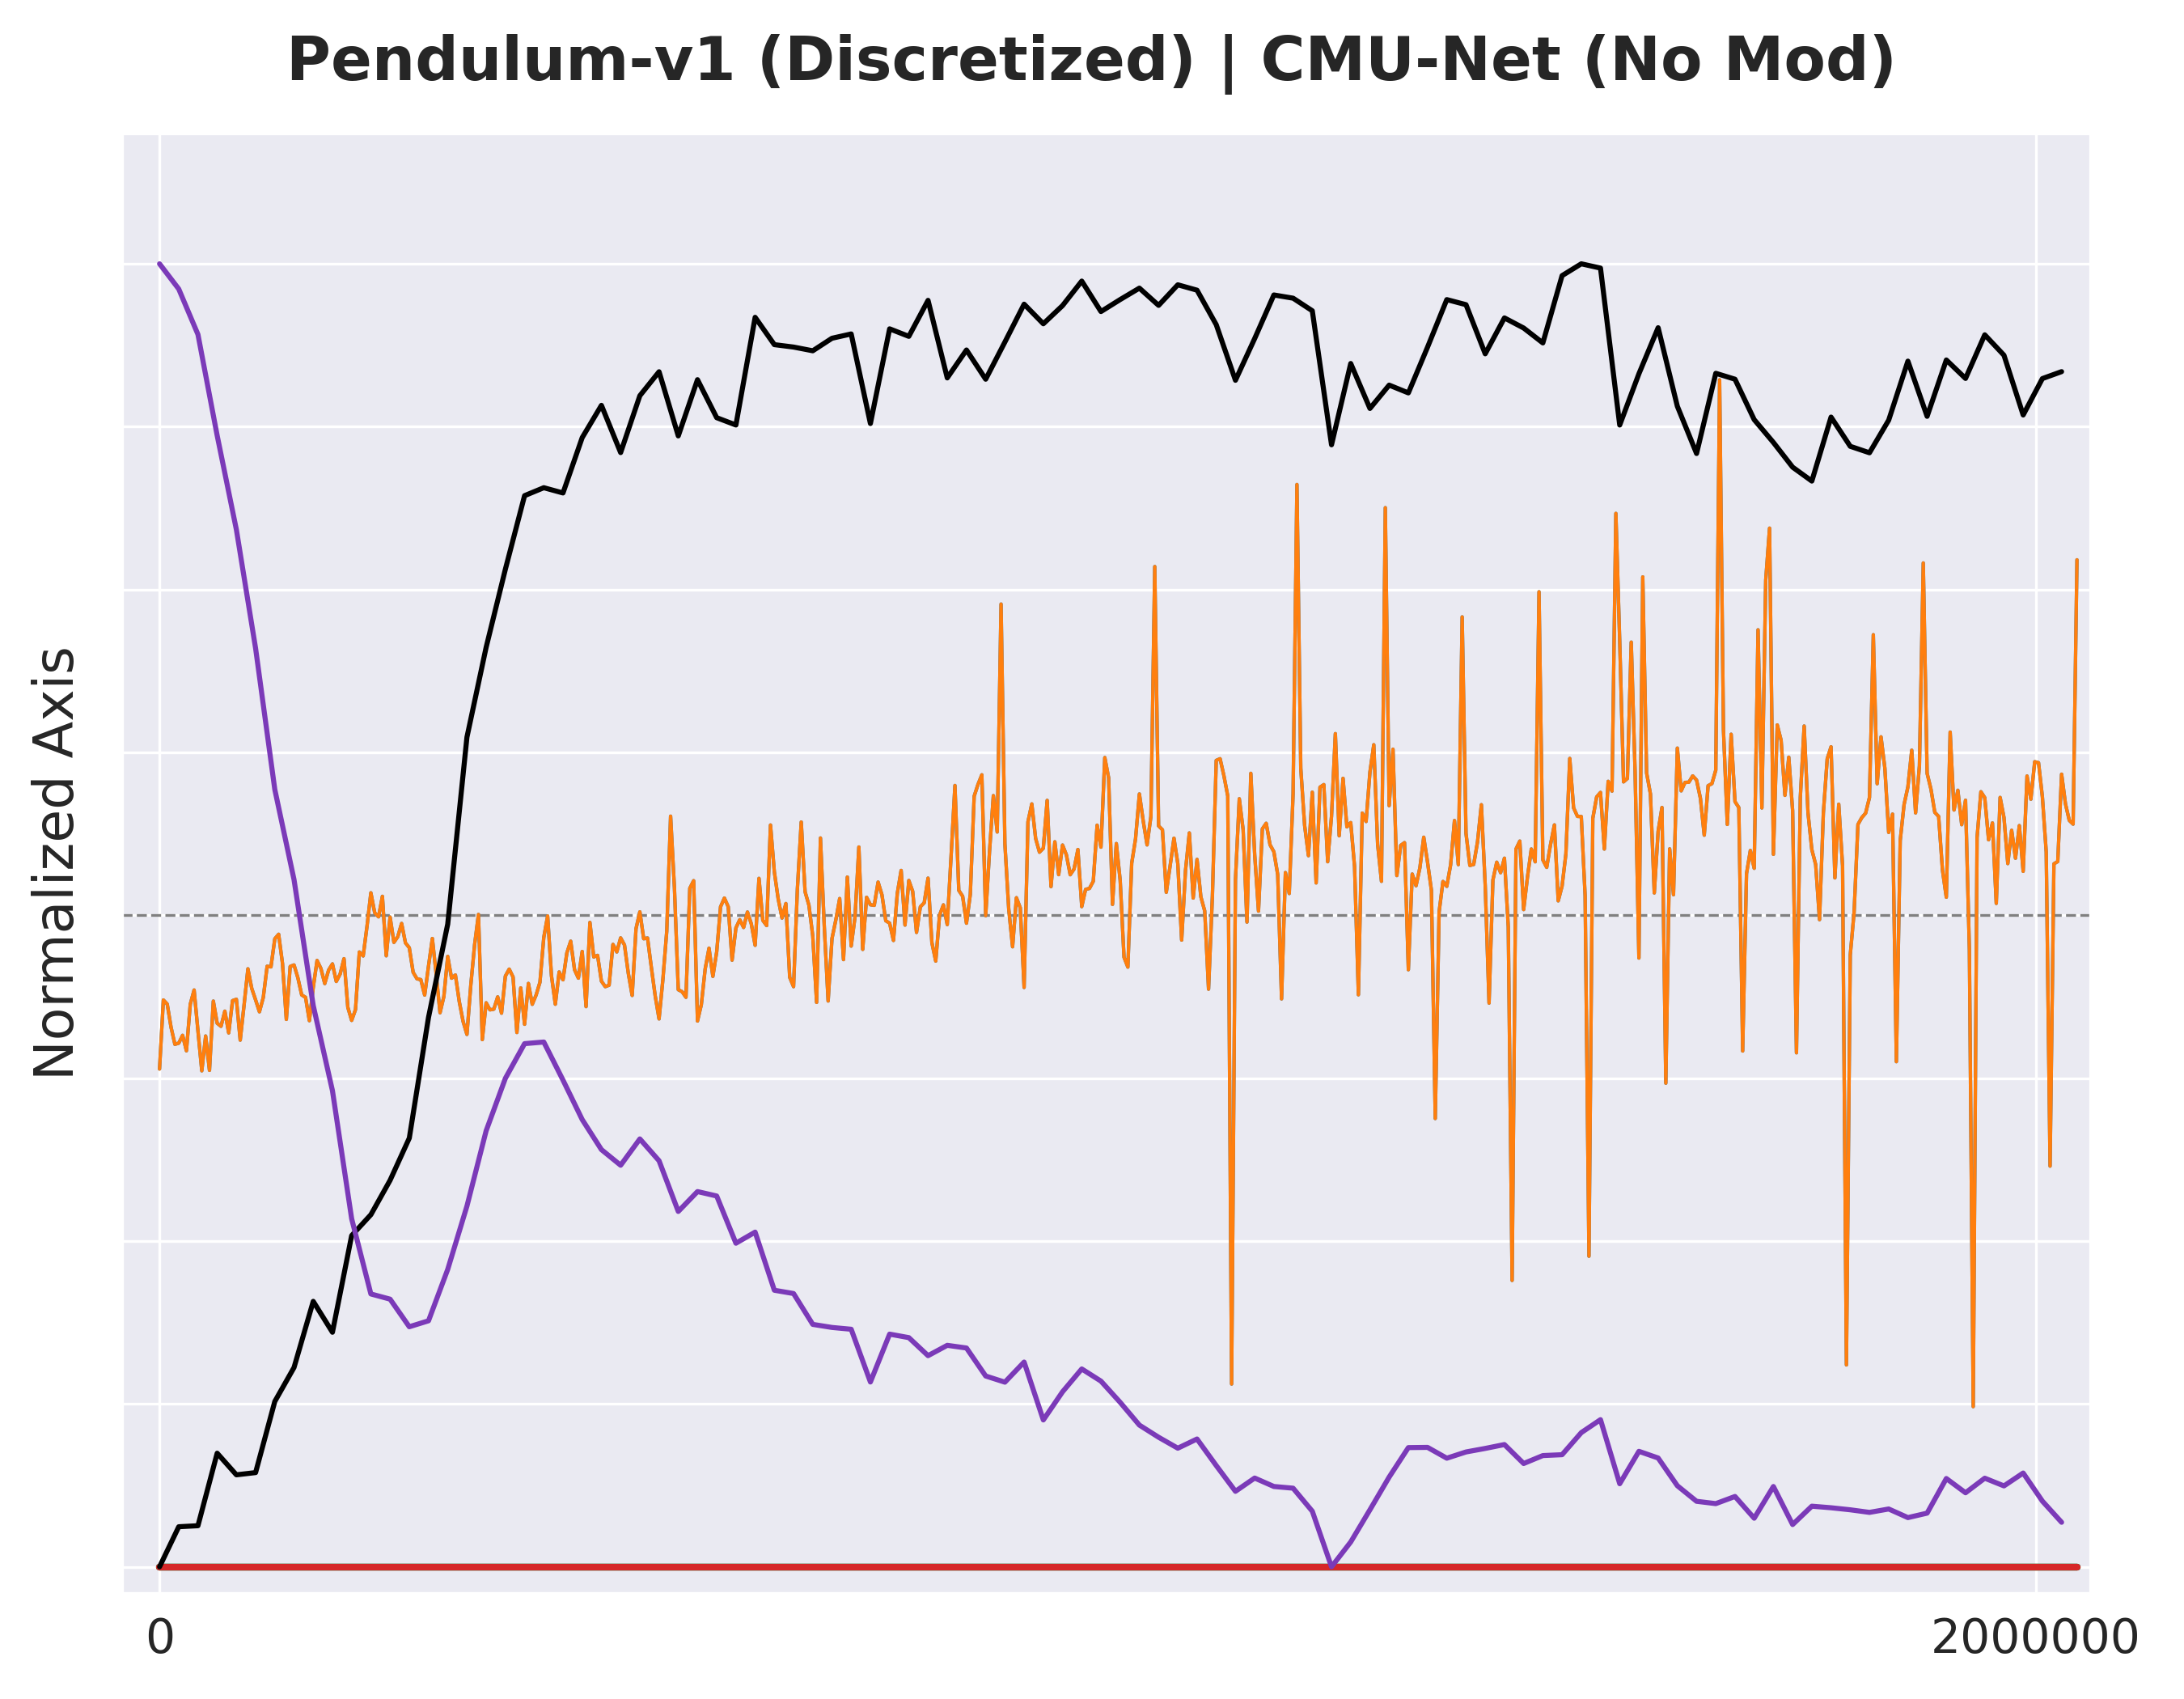 Pendulum-v1 (Discretized) | CMU-Net (No Mod)
Normalized Axis
0
2000000